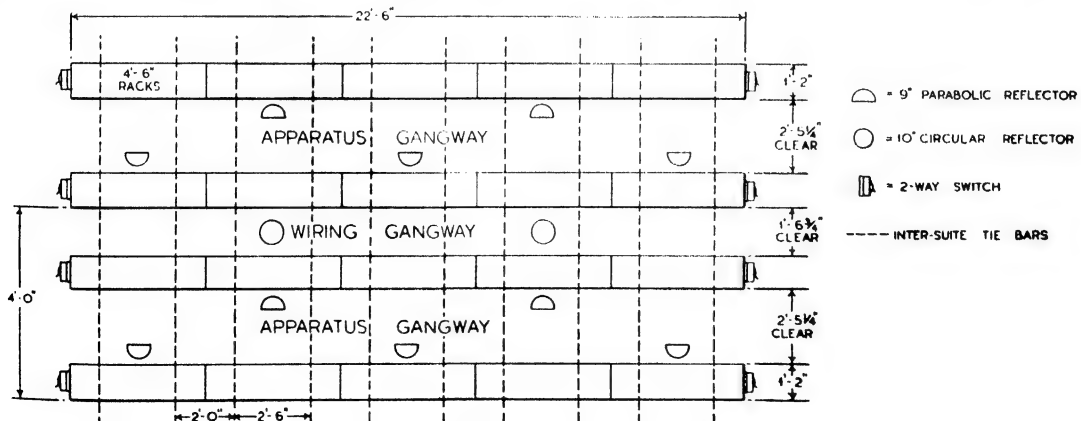 22'-6"
4'-6"
RACKS
1'-2"
= 9" PARABOLIC REFLECTOR
APPARATUS GANGWAY
2'-5¼"
CLEAR
= 10" CIRCULAR REFLECTOR
= 2-WAY SWITCH
WIRING GANGWAY
1'-6¾"
CLEAR
INTER-SUITE TIE BARS
4'-0"
APPARATUS GANGWAY
2'-5¼"
CLEAR
1'-2"
2'-0"
2'-6"